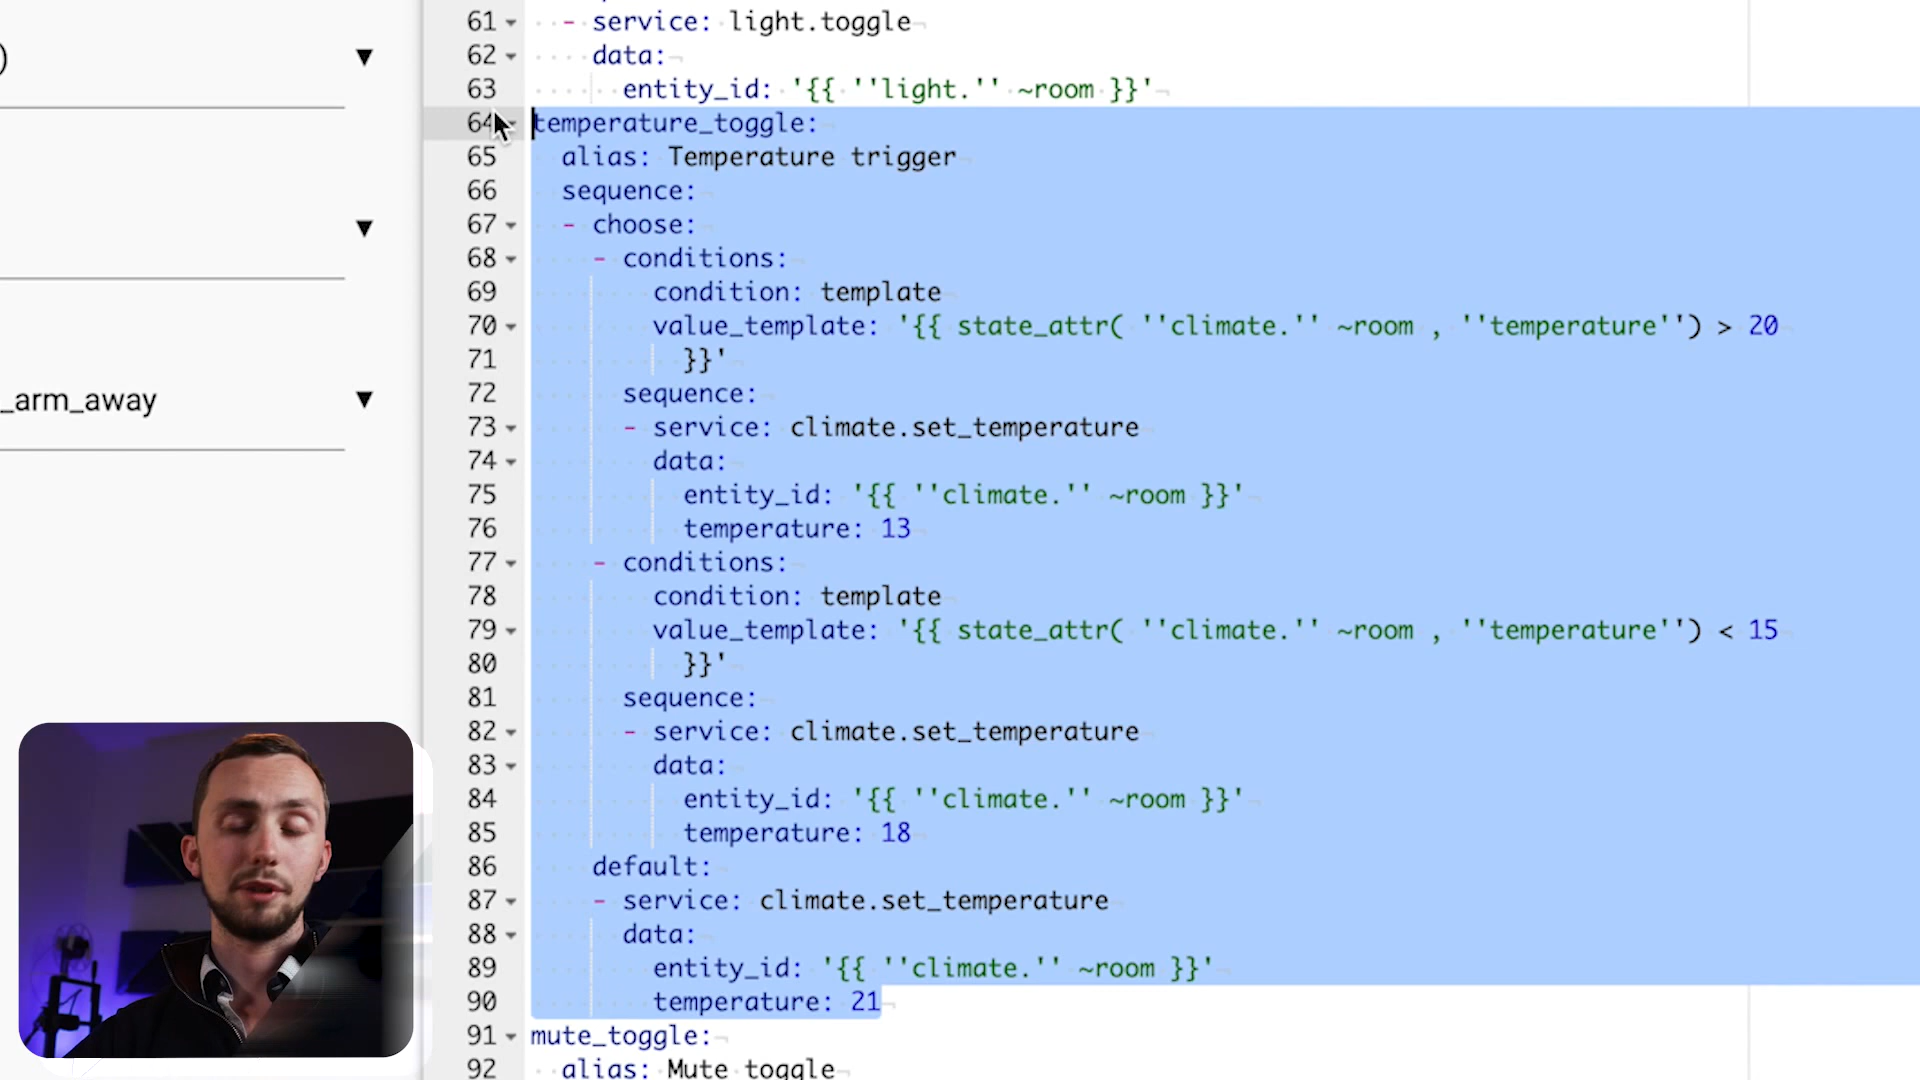 )
_arm_away
61 - service: light.toggle
62 data:
63 entity_id: '{{ ''light.'' ~room }}'
64 temperature_toggle:
65 alias: Temperature trigger
66 sequence:
67 - choose:
68 - conditions:
69 condition: template
70 value_template: '{{ state_attr( ''climate.'' ~room , ''temperature'') > 20
71 }}'
72 sequence:
73 - service: climate.set_temperature
74 data:
75 entity_id: '{{ ''climate.'' ~room }}'
76 temperature: 13
77 - conditions:
78 condition: template
79 value_template: '{{ state_attr( ''climate.'' ~room , ''temperature'') < 15
80 }}'
81 sequence:
82 - service: climate.set_temperature
83 data:
84 entity_id: '{{ ''climate.'' ~room }}'
85 temperature: 18
86 default:
87 - service: climate.set_temperature
88 data:
89 entity_id: '{{ ''climate.'' ~room }}'
90 temperature: 21
91 mute_toggle:
92 alias: Mute toggle